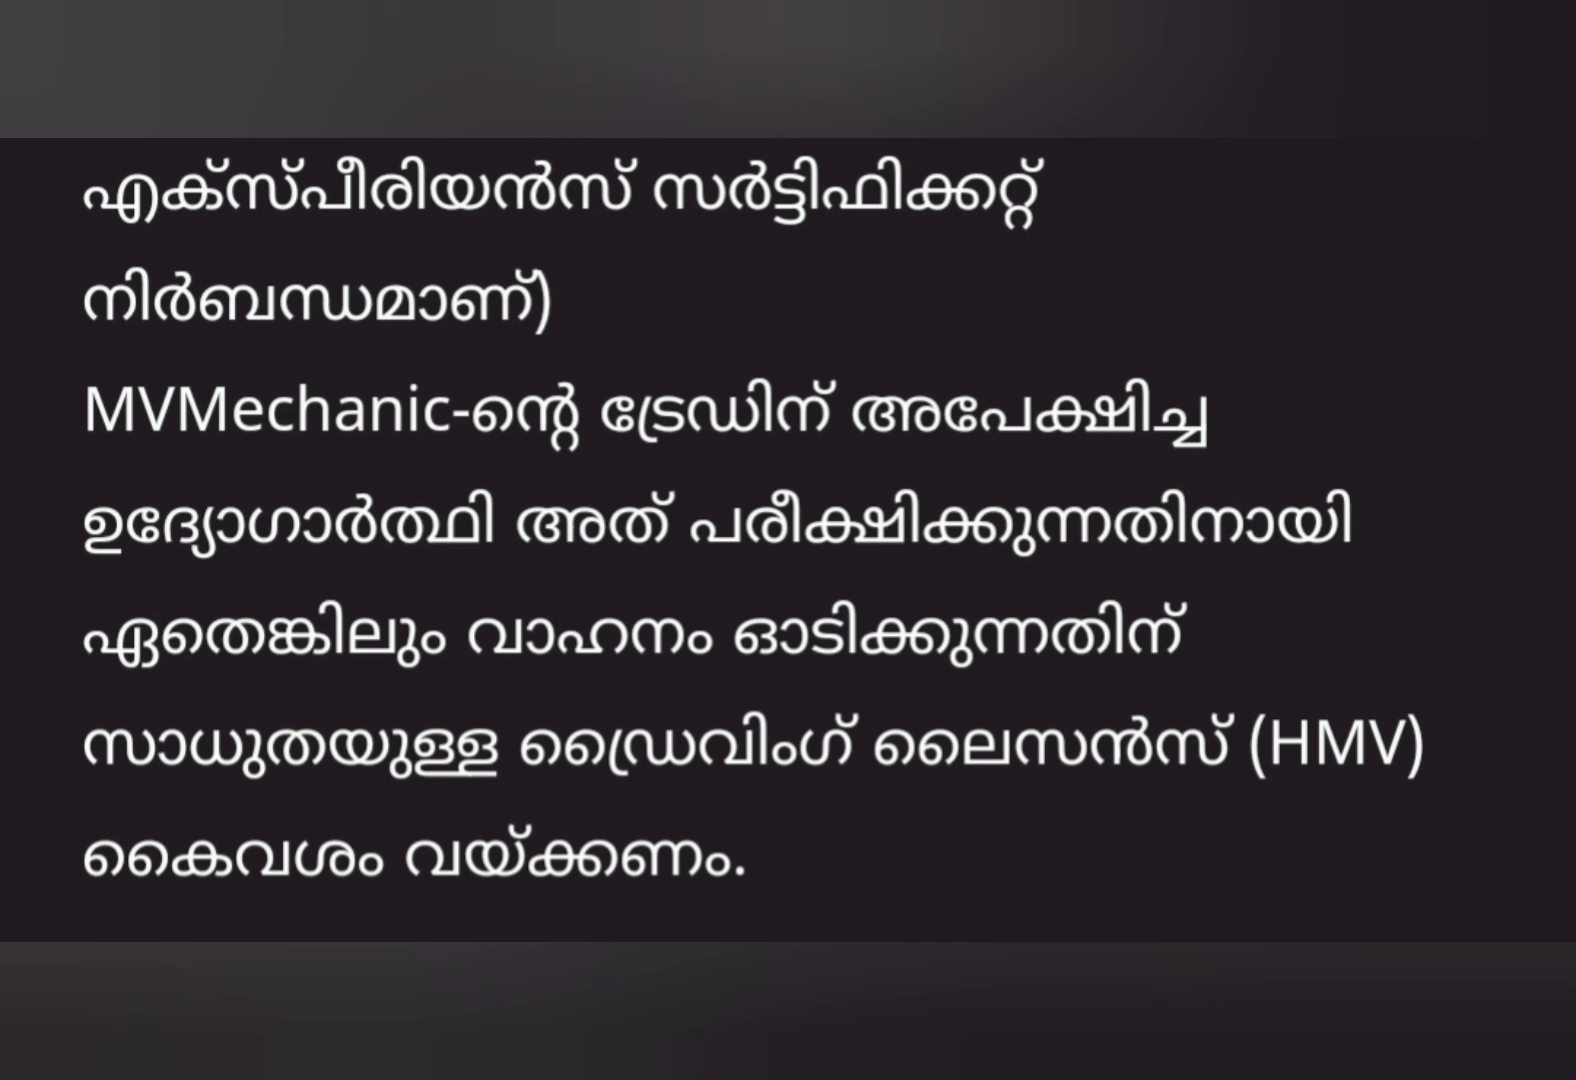 എക്സ്പീരിയൻസ് സർട്ടിഫിക്കറ്റ്
നിർബന്ധമാണ്)
MVMechanic-ന്റെ ട്രേഡിന് അപേക്ഷിച്ച
ഉദ്യോഗാർത്ഥി അത് പരീക്ഷിക്കുന്നതിനായി
ഏതെങ്കിലും വാഹനം ഓടിക്കുന്നതിന്
സാധുതയുള്ള ഡ്രൈവിംഗ് ലൈസൻസ് (HMV)
കൈവശം വയ്ക്കണം.